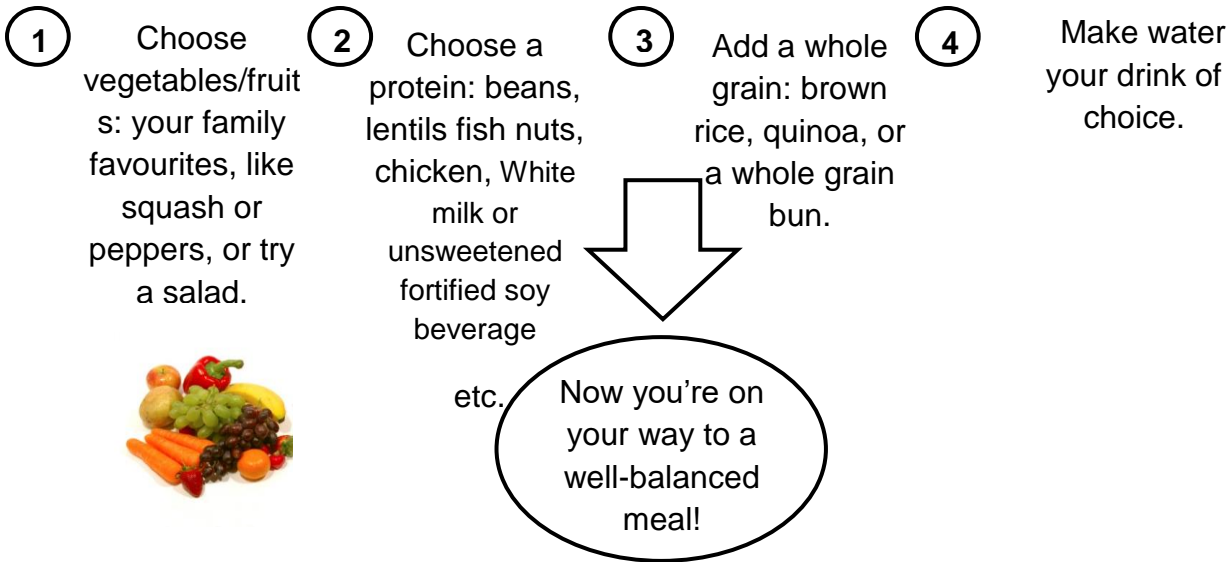 1
Choose
vegetables/fruit
s: your family
favourites, like
squash or
peppers, or try
a salad.
2
Choose a
protein: beans,
lentils fish nuts,
chicken, White
milk or
unsweetened
fortified soy
beverage
etc.
3
Add a whole
grain: brown
rice, quinoa, or
a whole grain
bun.
4
Make water
your drink of
choice.
Now you’re on
your way to a
well-balanced
meal!